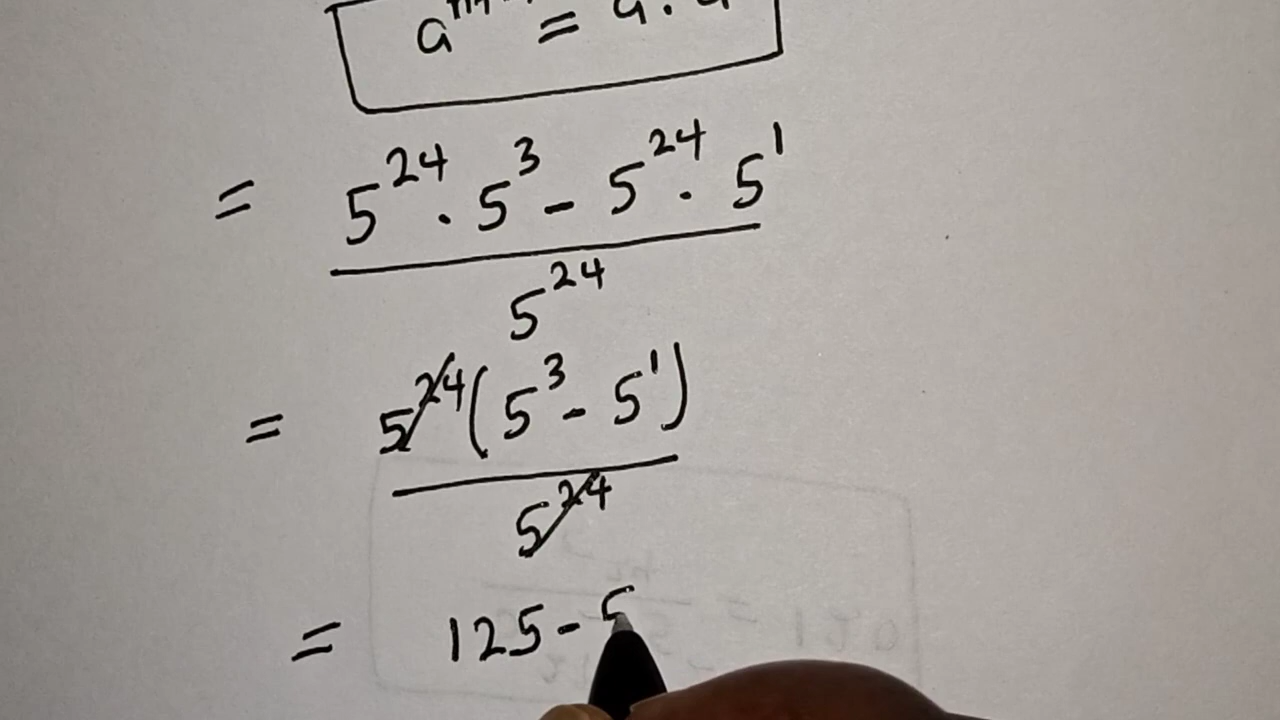 = 5^24 · 5^3 - 5^24 · 5^1
5^24
= 5^24 (5^3 - 5^1)
5^24
= 125 - 5